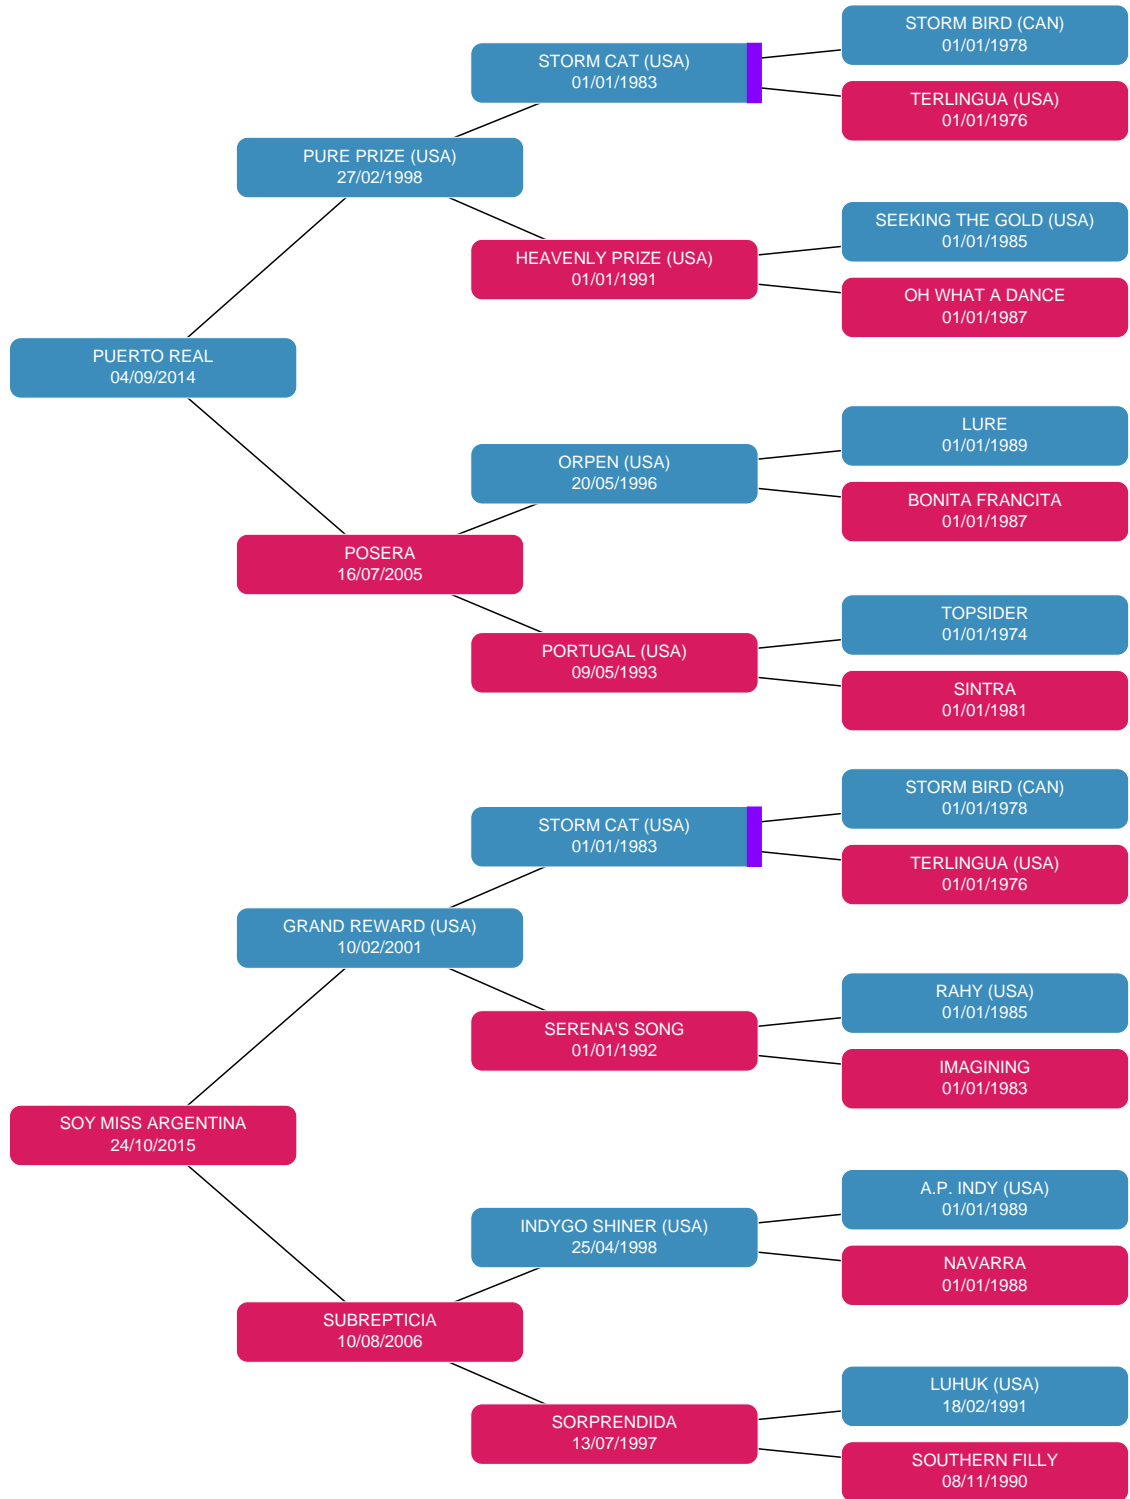 STORM BIRD (CAN)
01/01/1978
STORM CAT (USA)
01/01/1983
TERLINGUA (USA)
01/01/1976
PURE PRIZE (USA)
27/02/1998
SEEKING THE GOLD (USA)
01/01/1985
HEAVENLY PRIZE (USA)
01/01/1991
OH WHAT A DANCE
01/01/1987
PUERTO REAL
04/09/2014
LURE
01/01/1989
ORPEN (USA)
20/05/1996
BONITA FRANCITA
01/01/1987
POSERA
16/07/2005
TOPSIDER
01/01/1974
PORTUGAL (USA)
09/05/1993
SINTRA
01/01/1981
STORM BIRD (CAN)
01/01/1978
STORM CAT (USA)
01/01/1983
TERLINGUA (USA)
01/01/1976
GRAND REWARD (USA)
10/02/2001
RAHY (USA)
01/01/1985
SERENA'S SONG
01/01/1992
IMAGINING
01/01/1983
SOY MISS ARGENTINA
24/10/2015
A.P. INDY (USA)
01/01/1989
INDYGO SHINER (USA)
25/04/1998
NAVARRA
01/01/1988
SUBREPTICIA
10/08/2006
LUHUK (USA)
18/02/1991
SORPRENDIDA
13/07/1997
SOUTHERN FILLY
08/11/1990